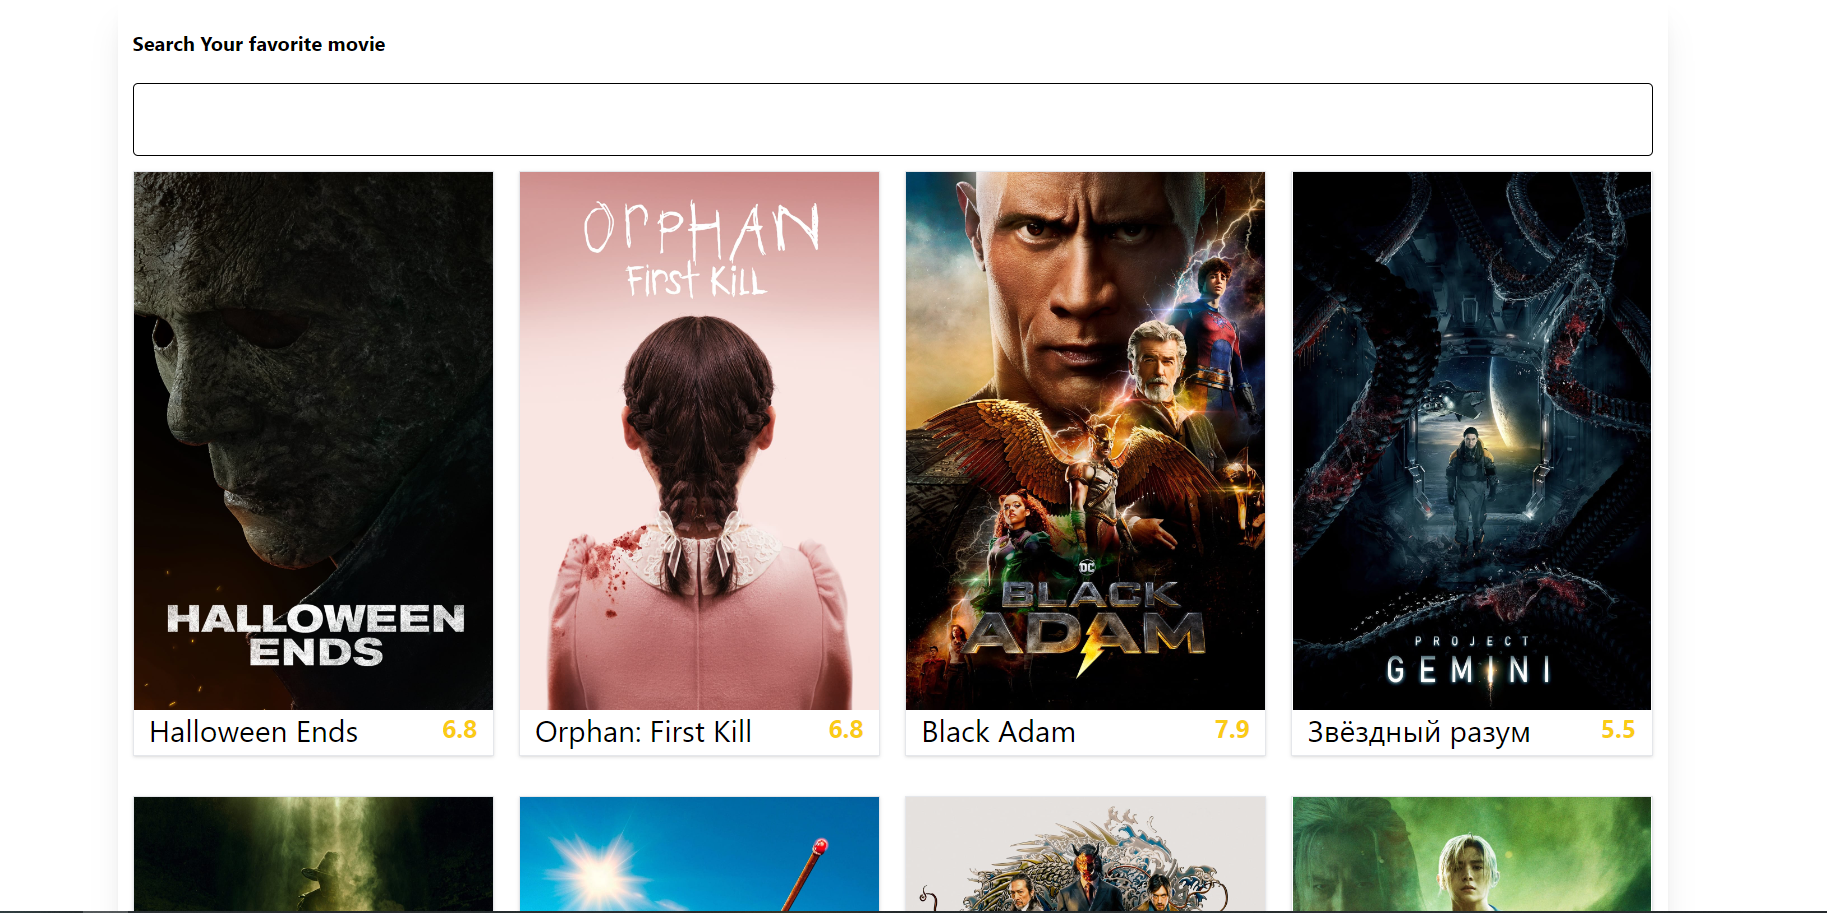 Search Your favorite movie
HALLOWEEN
ENDS
OrPHAN
First Kill
DC
BLACK
ADAM
PROJECT
GEMINI
Halloween Ends 6.8
Orphan: First Kill 6.8
Black Adam 7.9
Звёздный разум 5.5